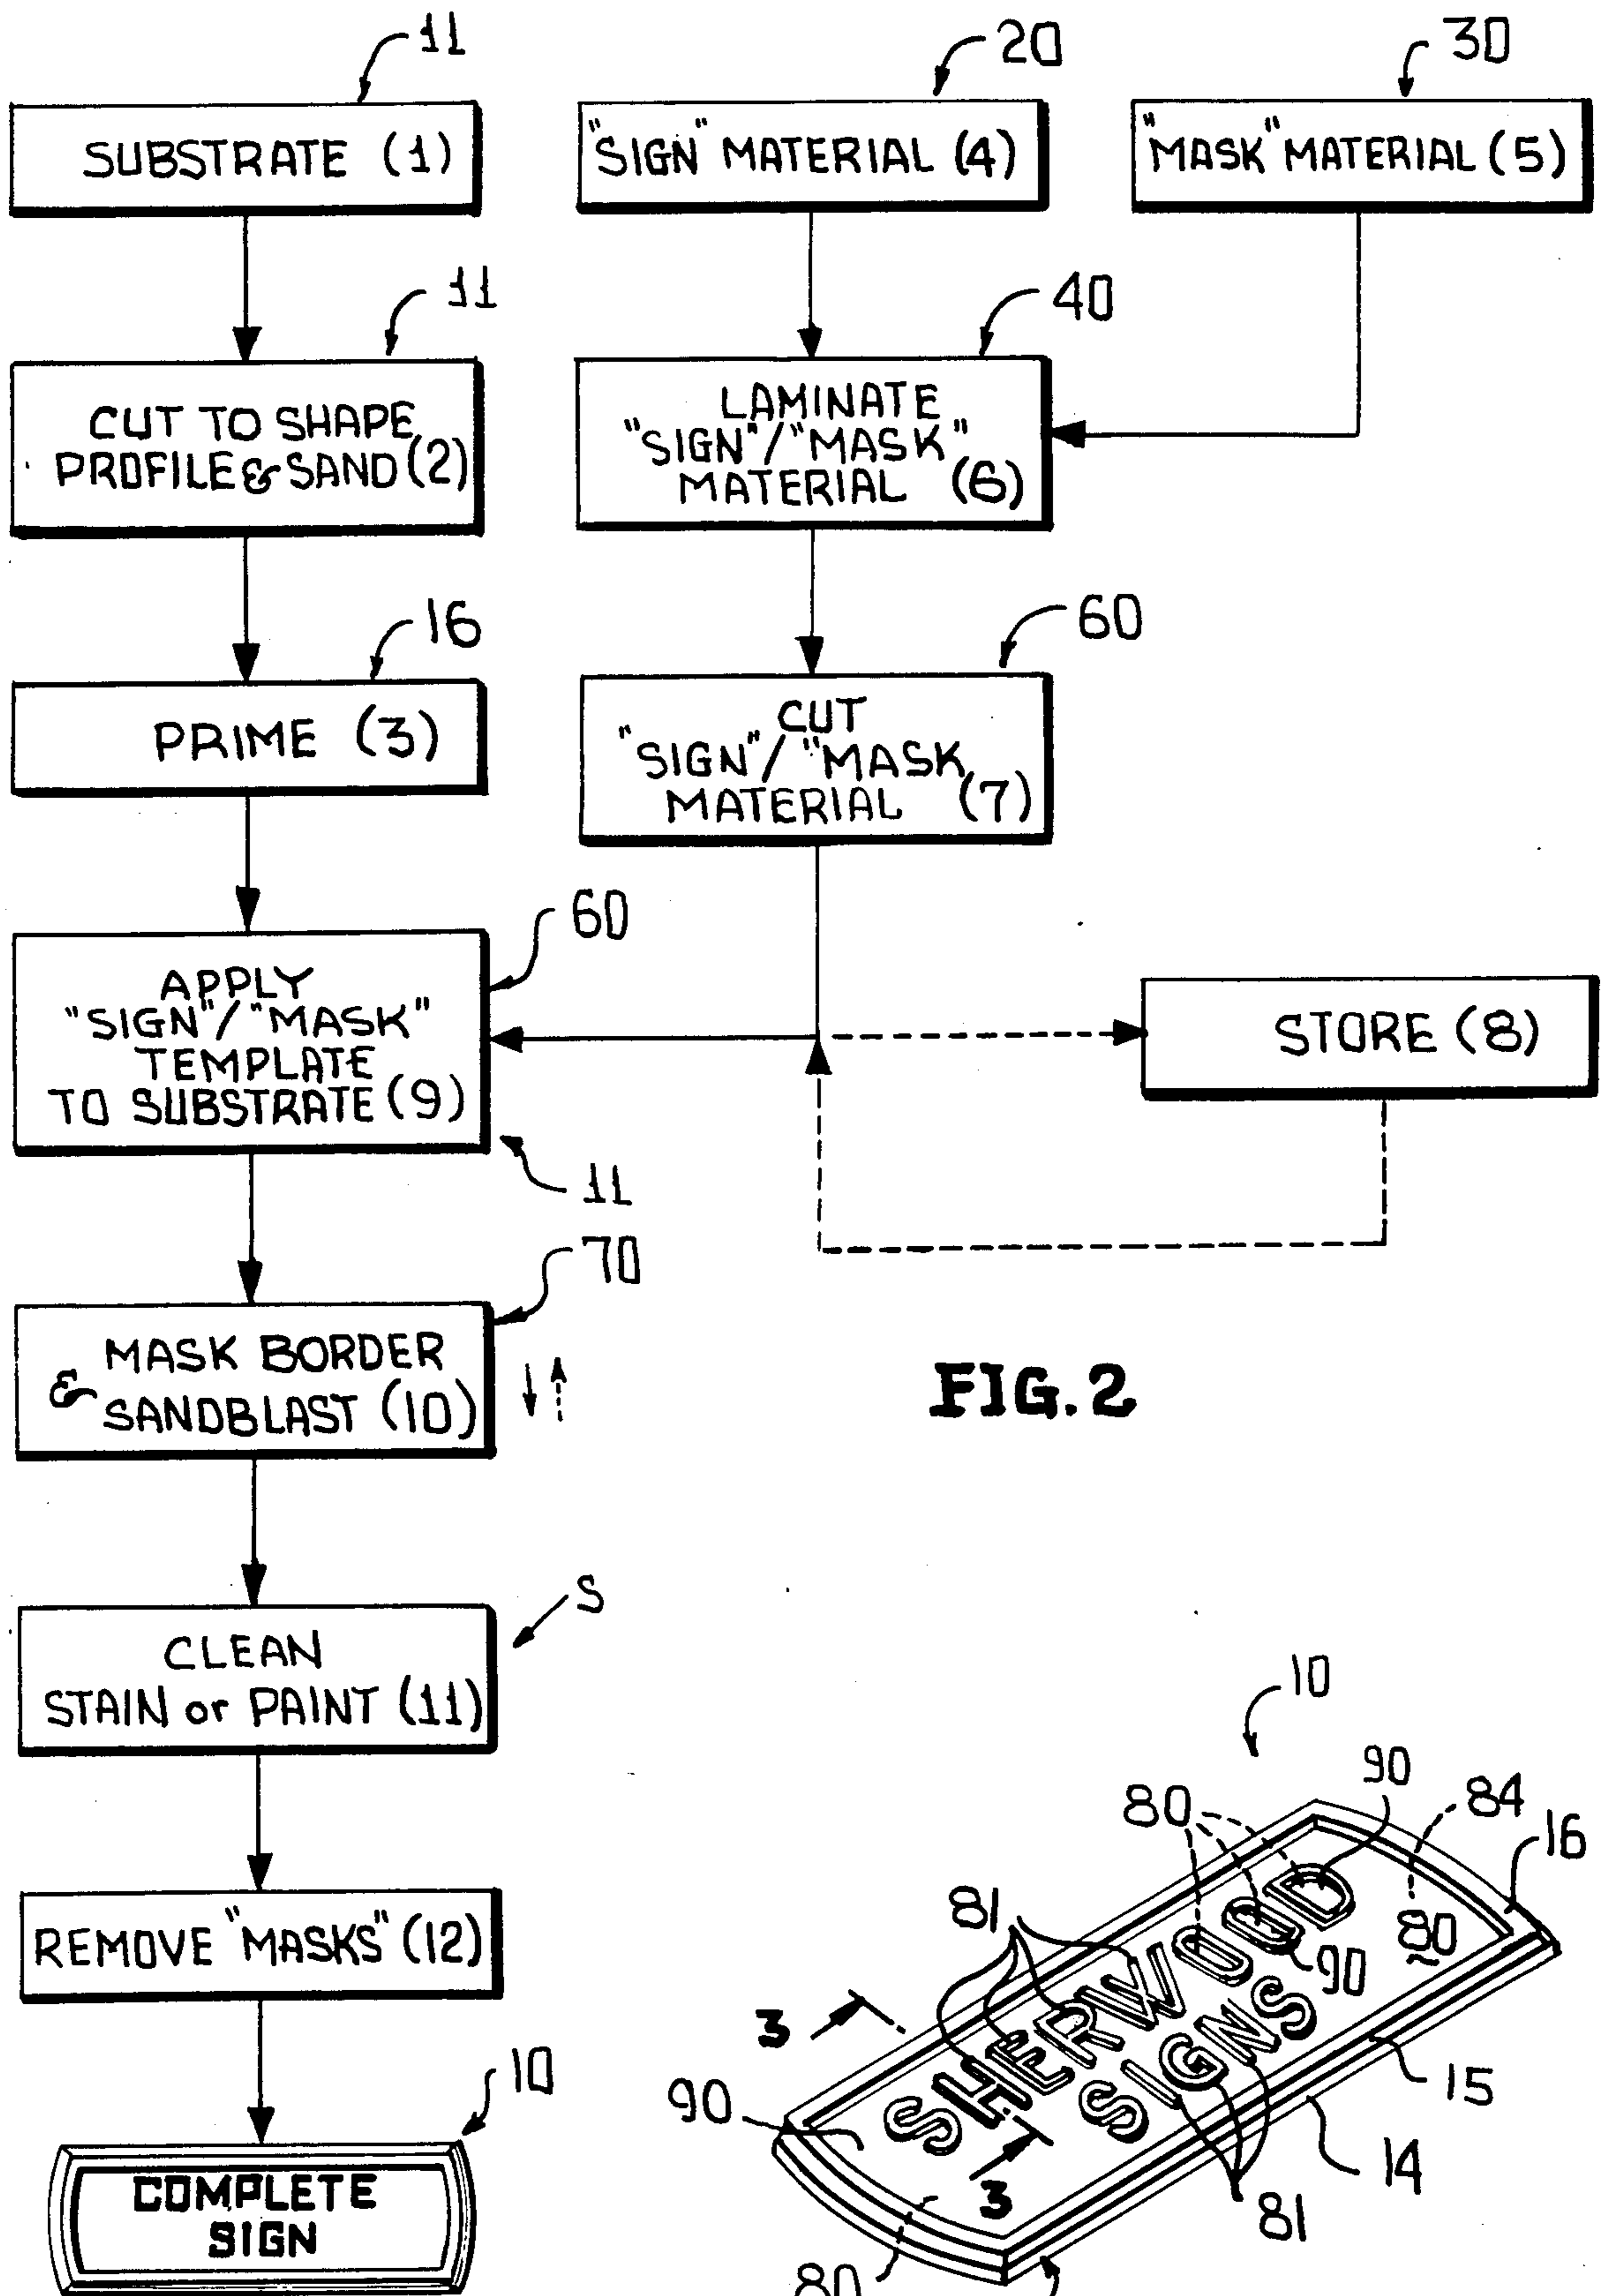 11
SUBSTRATE (1)
20
"SIGN" MATERIAL (4)
30
"MASK" MATERIAL (5)
11
CUT TO SHAPE
PROFILE & SAND (2)
40
LAMINATE
"SIGN"/"MASK"
MATERIAL (6)
16
PRIME (3)
60
CUT
"SIGN"/"MASK
MATERIAL (7)
60
APPLY
"SIGN"/"MASK"
TEMPLATE
TO SUBSTRATE (9)
11
STORE (8)
70
MASK BORDER
& SANDBLAST (10)
FIG. 2
S
CLEAN
STAIN or PAINT (11)
REMOVE "MASKS" (12)
10
COMPLETE
SIGN
10
90
80
84
16
81
80
90
3
SHERWOOD
SIGNS
15
90
14
3
81
80